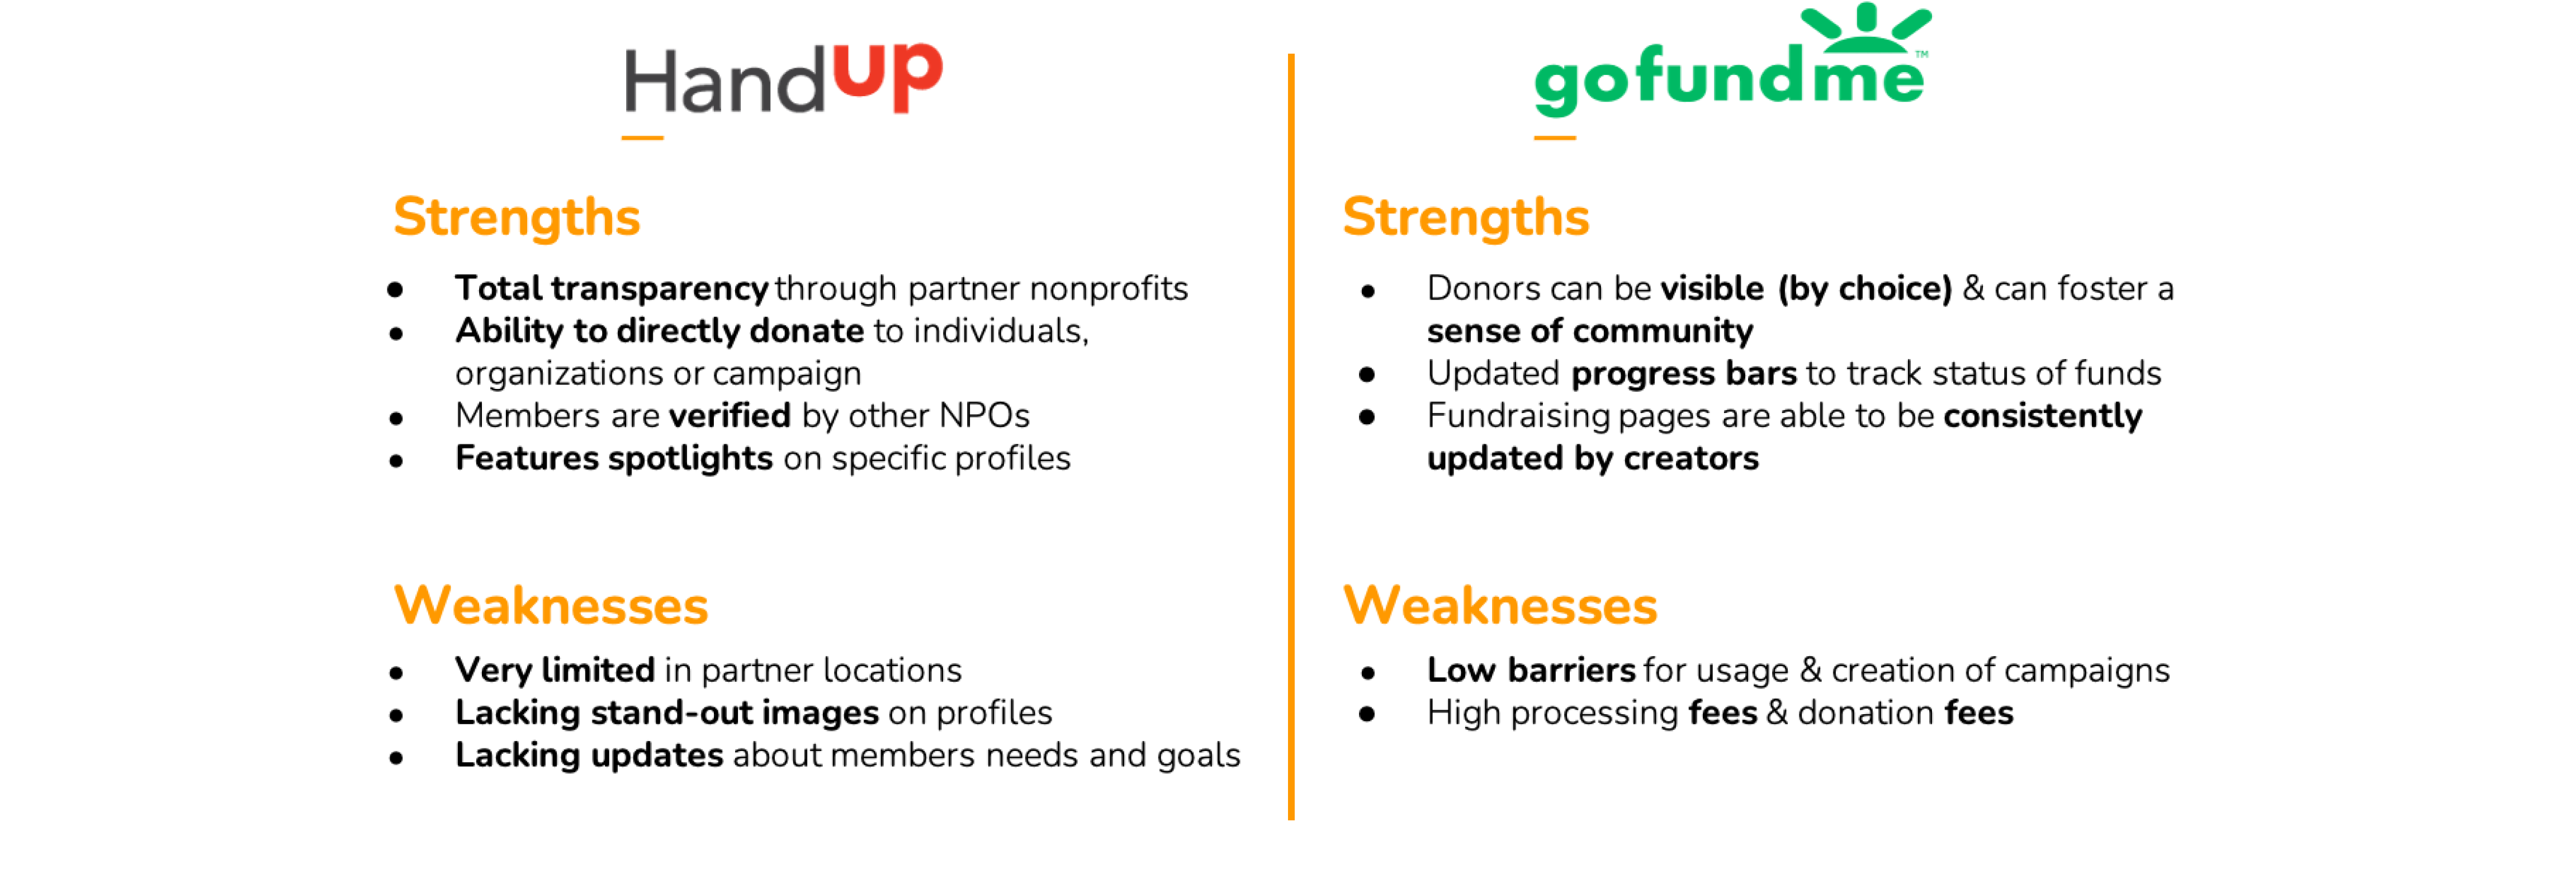 HandUp
Strengths
• Total transparency through partner nonprofits
• Ability to directly donate to individuals,
organizations or campaign
• Members are verified by other NPOs
• Features spotlights on specific profiles
Weaknesses
• Very limited in partner locations
• Lacking stand-out images on profiles
• Lacking updates about members needs and goals
gofundme™
Strengths
• Donors can be visible (by choice) & can foster a
sense of community
• Updated progress bars to track status of funds
• Fundraising pages are able to be consistently
updated by creators
Weaknesses
• Low barriers for usage & creation of campaigns
• High processing fees & donation fees